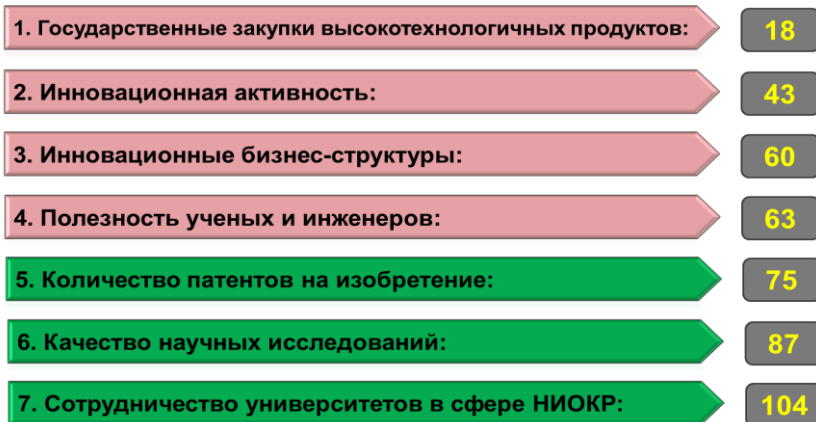 1. Государственные закупки высокотехнологичных продуктов: 18
2. Инновационная активность: 43
3. Инновационные бизнес-структуры: 60
4. Полезность ученых и инженеров: 63
5. Количество патентов на изобретение: 75
6. Качество научных исследований: 87
7. Сотрудничество университетов в сфере НИОКР: 104